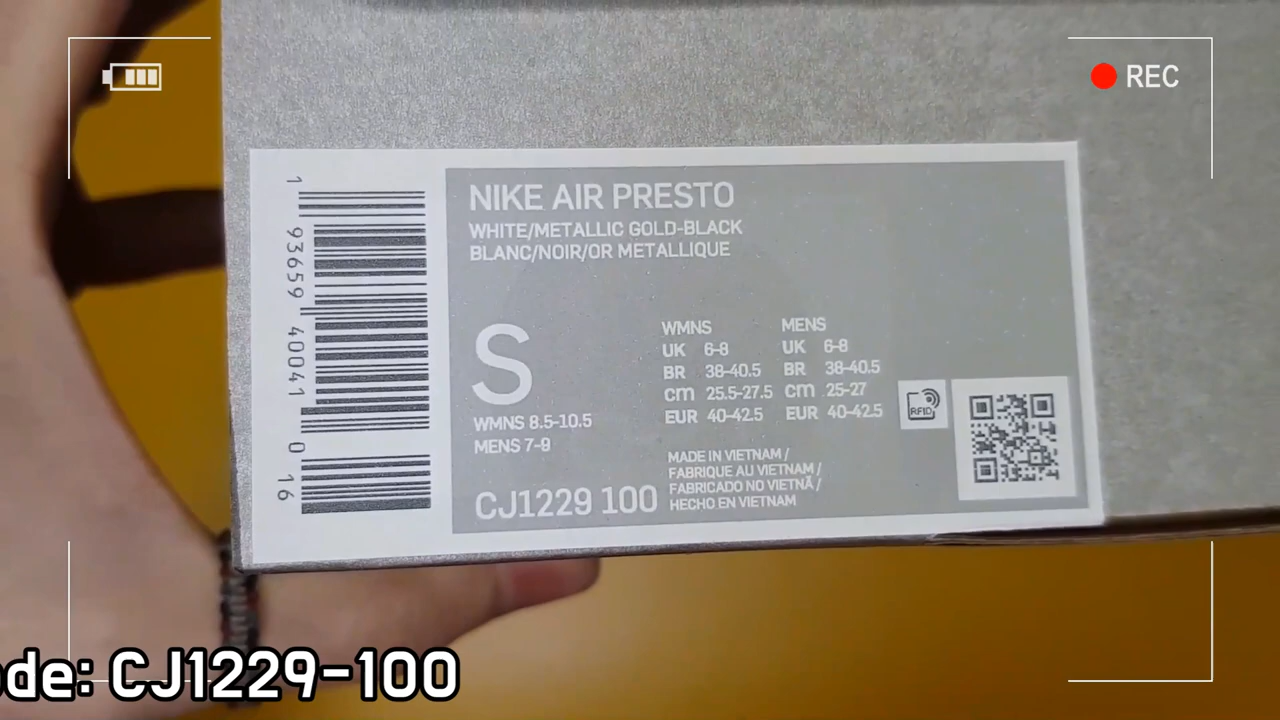 REC
1 93659 40041 0 16
NIKE AIR PRESTO
WHITE/METALLIC GOLD-BLACK
BLANC/NOIR/OR METALLIQUE
S
WMNS 8.5-10.5
MENS 7-9
WMNS MENS
UK 6-8 UK 6-8
BR 38-40.5 BR 38-40.5
cm 25.5-27.5 cm 25-27
EUR 40-42.5 EUR 40-42.5
RFID
MADE IN VIETNAM /
FABRIQUE AU VIETNAM /
FABRICADO NO VIETNÃ /
HECHO EN VIETNAM
CJ1229 100
ode: CJ1229-100